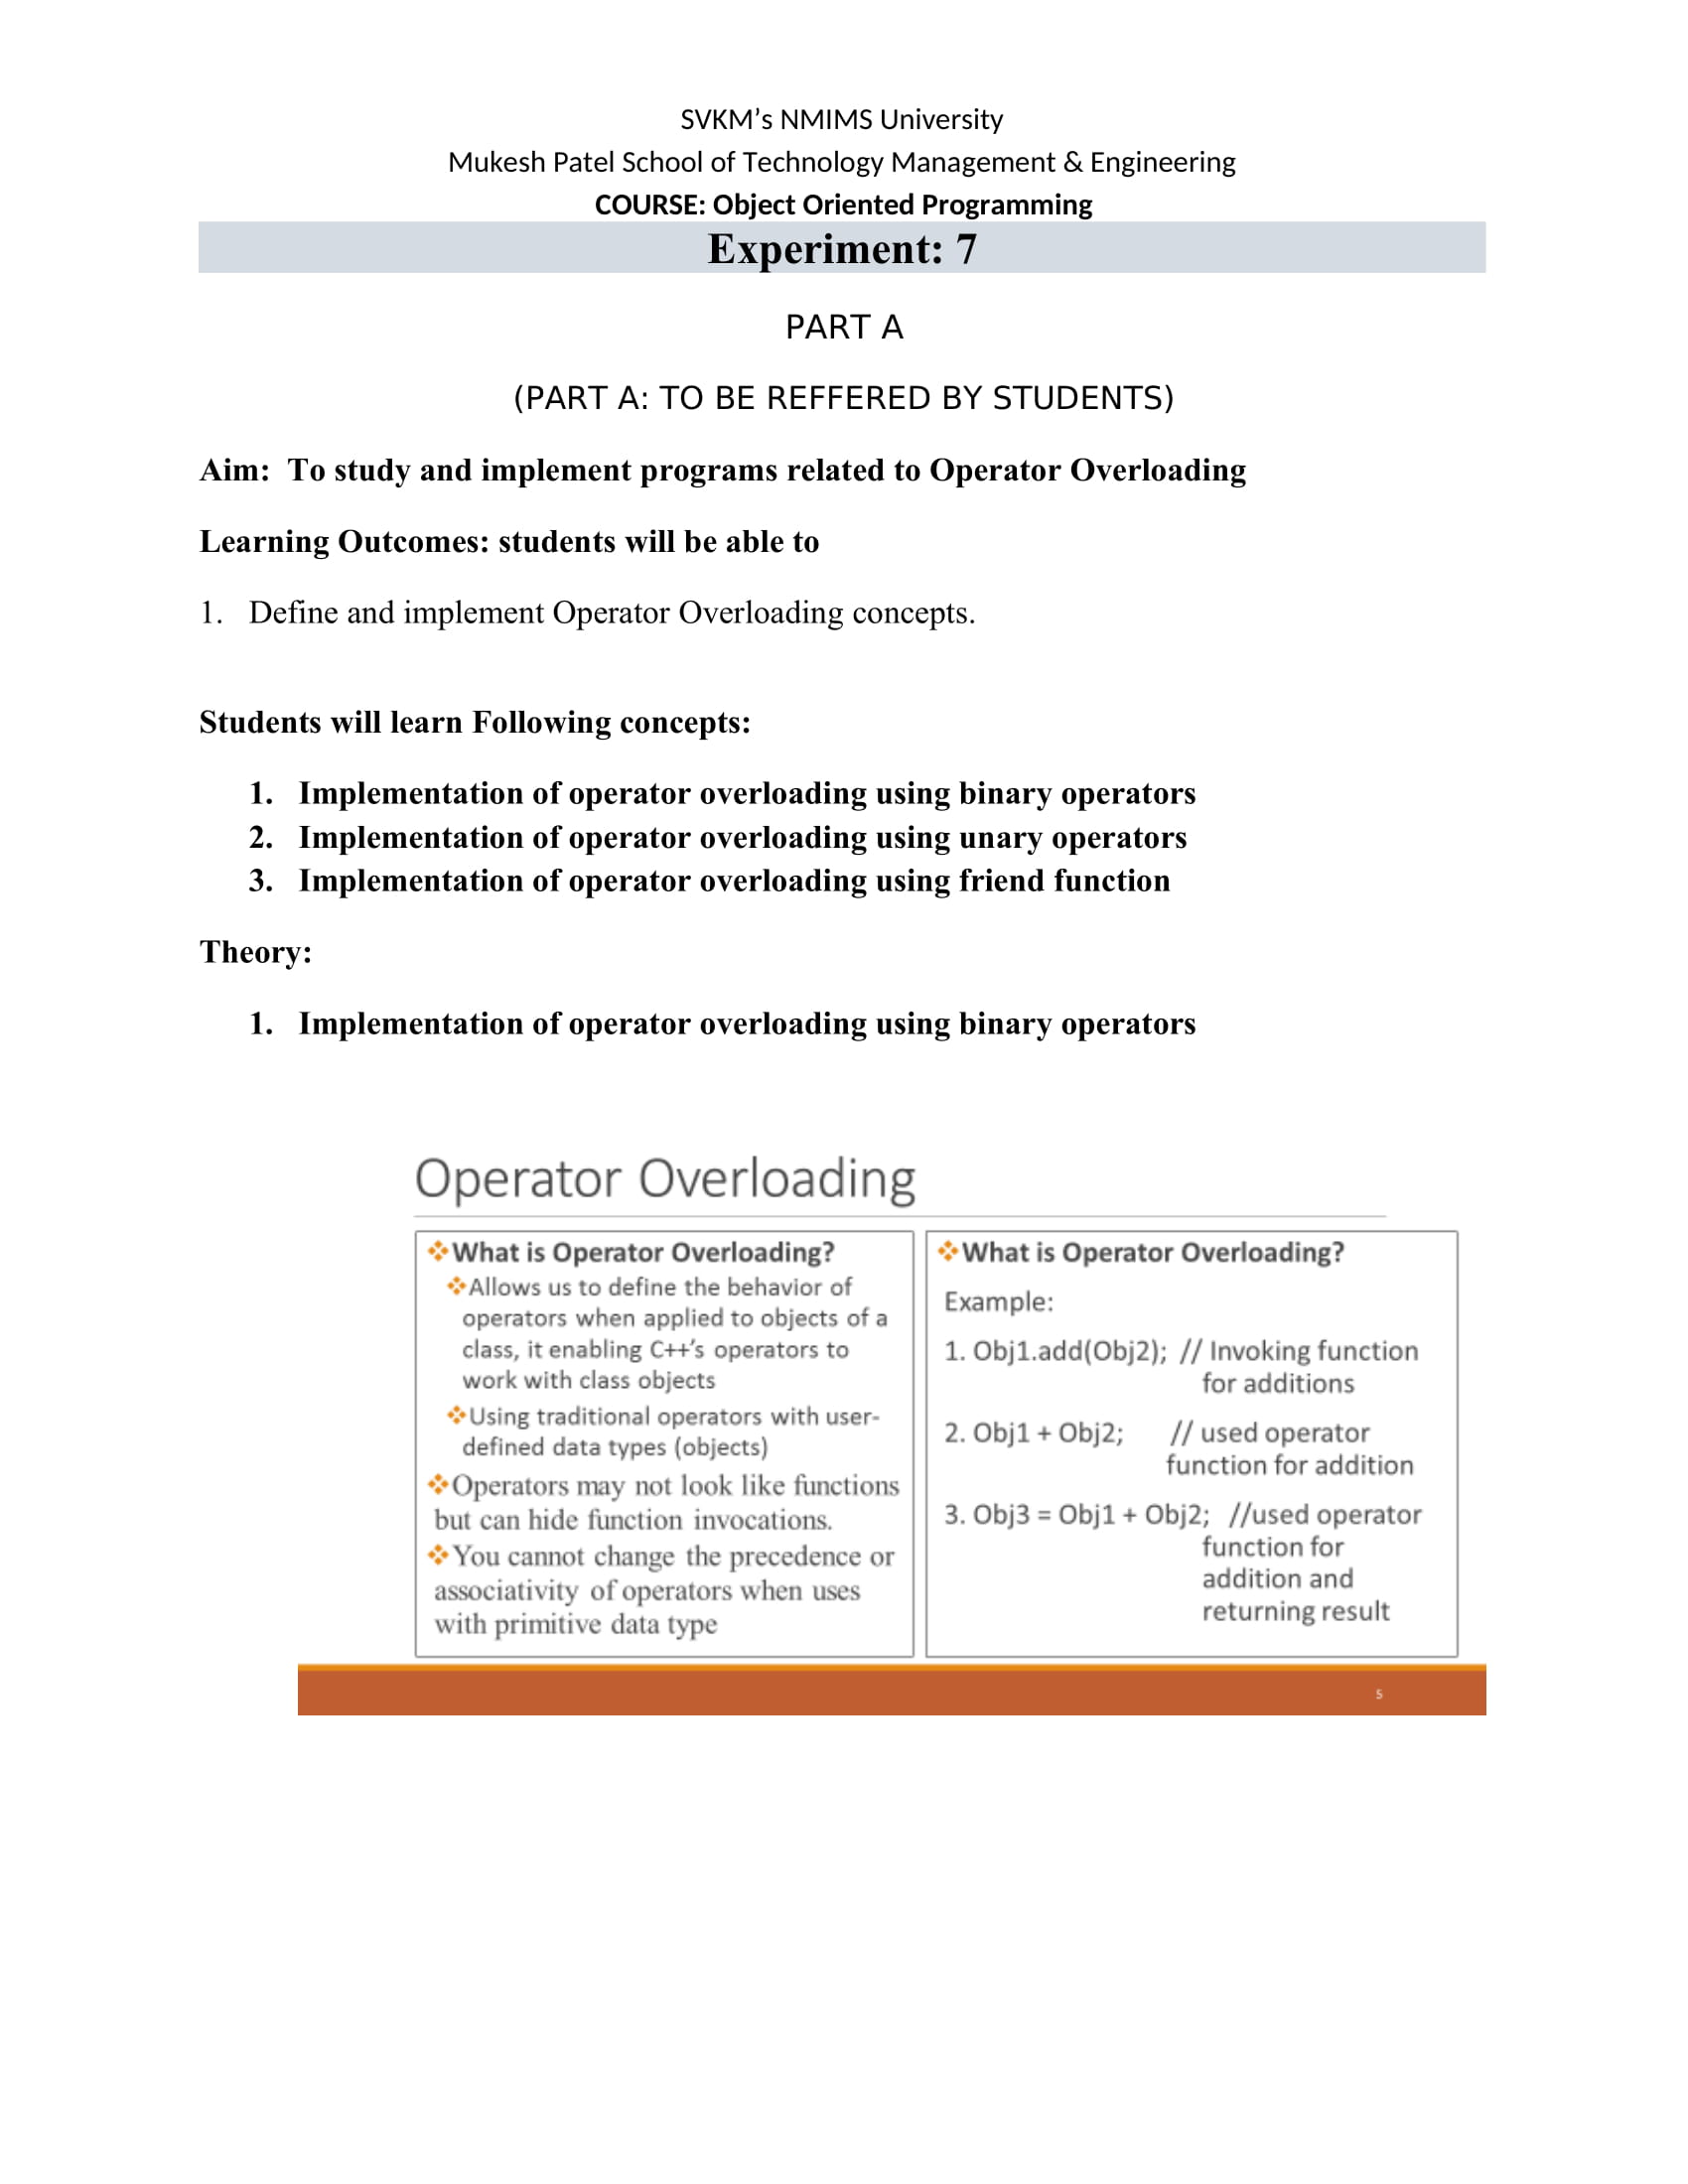 SVKM’s NMIMS University
Mukesh Patel School of Technology Management & Engineering
COURSE: Object Oriented Programming
Experiment: 7
PART A
(PART A: TO BE REFFERED BY STUDENTS)
Aim:  To study and implement programs related to Operator Overloading
Learning Outcomes: students will be able to
1. Define and implement Operator Overloading concepts.
Students will learn Following concepts:
1. Implementation of operator overloading using binary operators
2. Implementation of operator overloading using unary operators
3. Implementation of operator overloading using friend function
Theory:
1. Implementation of operator overloading using binary operators
Operator Overloading
❖What is Operator Overloading?
❖Allows us to define the behavior of
operators when applied to objects of a
class, it enabling C++’s operators to
work with class objects
❖Using traditional operators with user-
defined data types (objects)
❖Operators may not look like functions
but can hide function invocations.
❖You cannot change the precedence or
associativity of operators when uses
with primitive data type
❖What is Operator Overloading?
Example:
1. Obj1.add(Obj2); // Invoking function
for additions
2. Obj1 + Obj2; // used operator
function for addition
3. Obj3 = Obj1 + Obj2; //used operator
function for
addition and
returning result
5